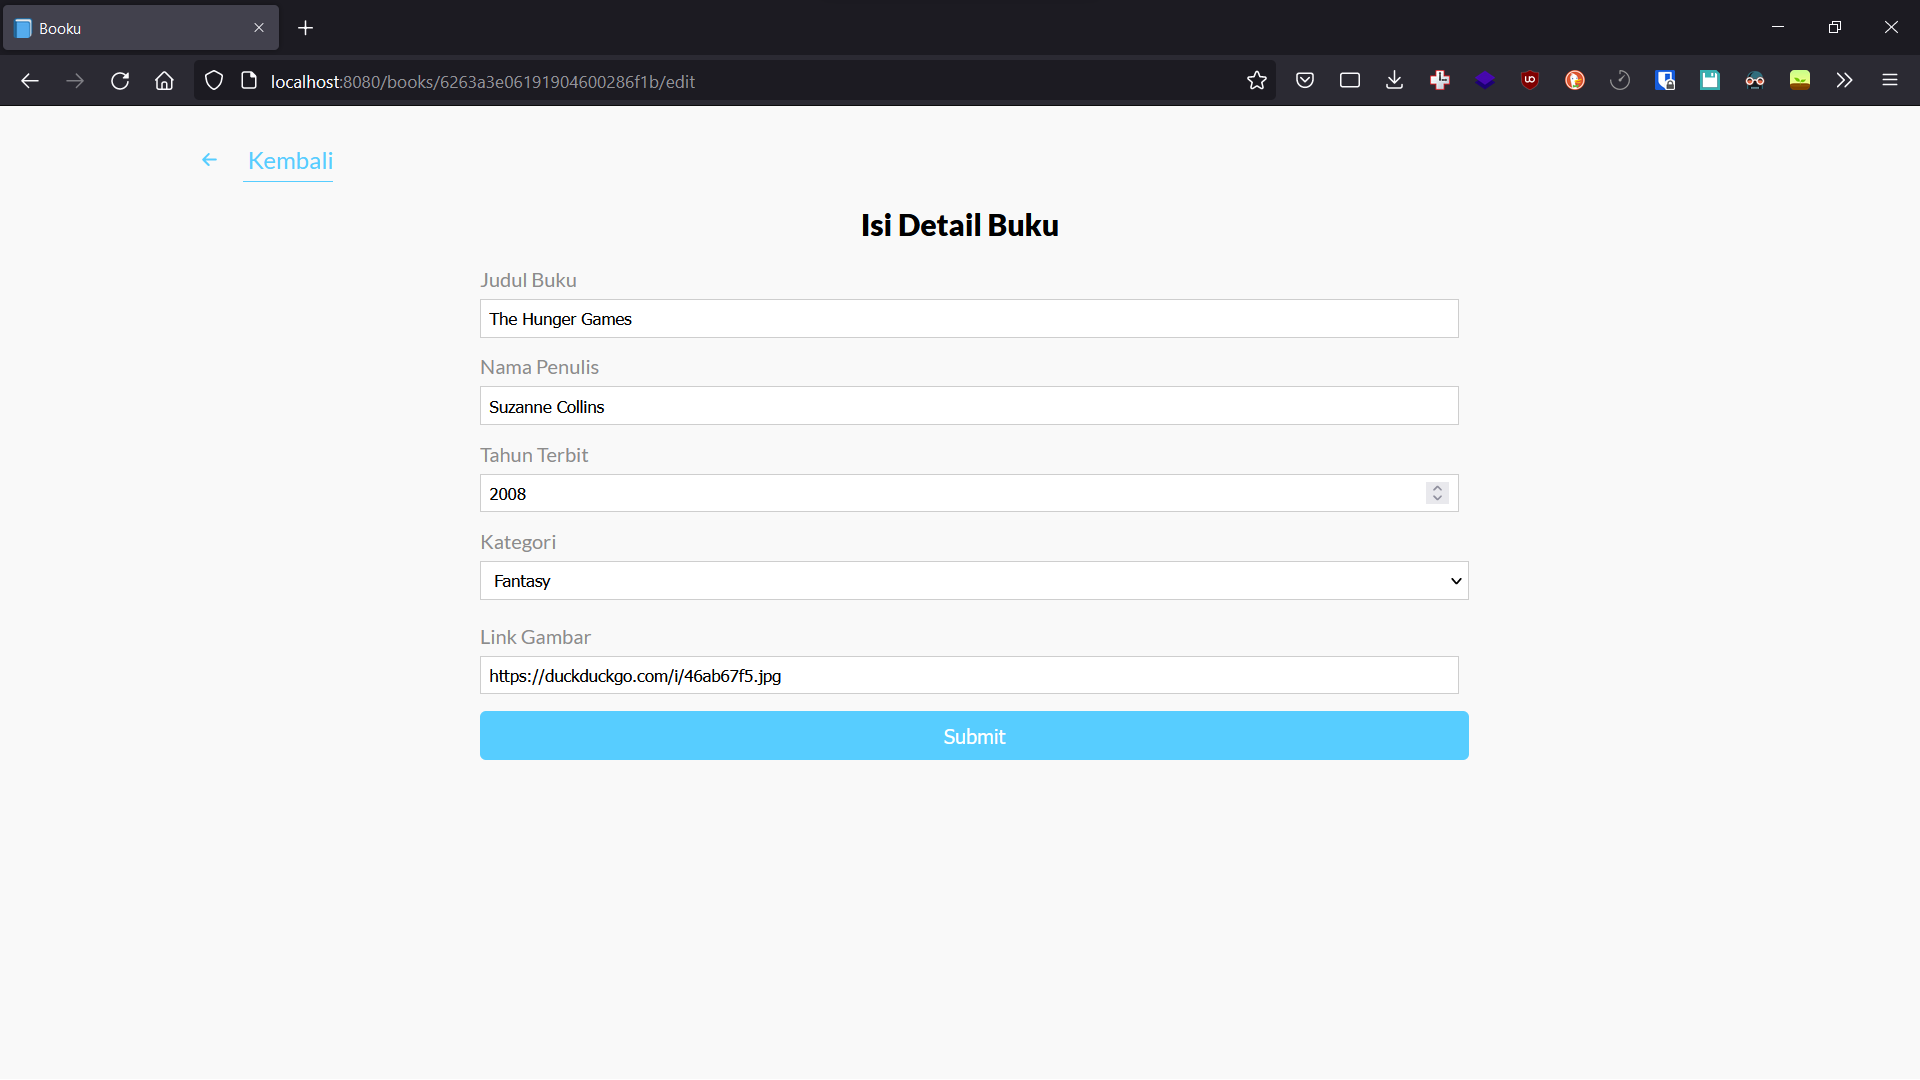 Booku
localhost:8080/books/6263a3e06191904600286f1b/edit
Kembali
Isi Detail Buku
Judul Buku
The Hunger Games
Nama Penulis
Suzanne Collins
Tahun Terbit
2008
Kategori
Fantasy
Link Gambar
https://duckduckgo.com/i/46ab67f5.jpg
Submit